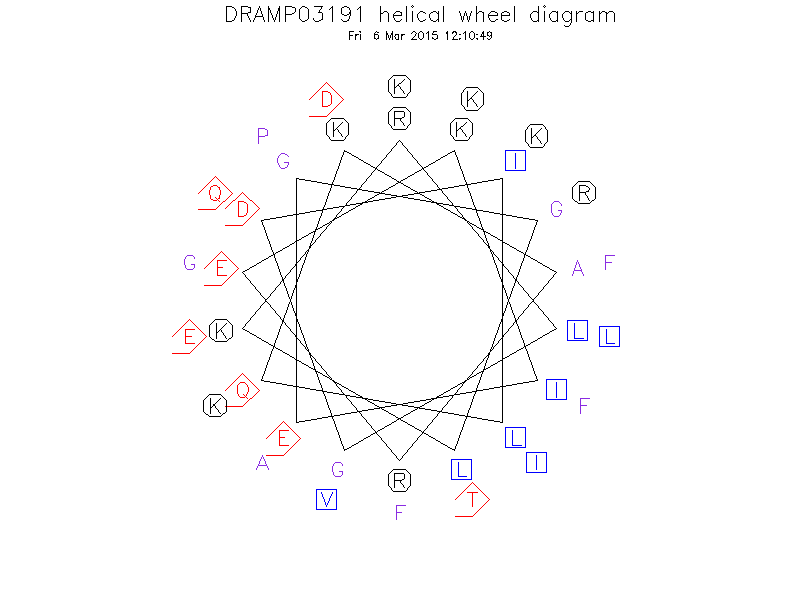 DRAMP03191 helical wheel diagram
Fri 6 Mar 2015 12:10:49
K
D K
R
K K
P K
G I
Q D G R
G E A F
E K L L
Q I
K F
E L
A I
G L
V R T
F